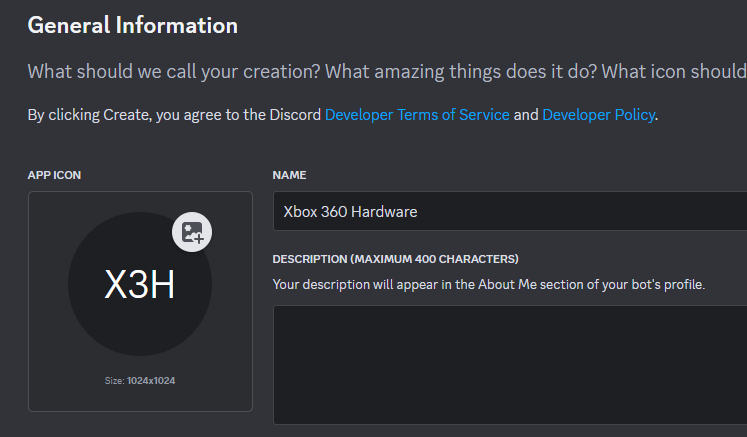 General Information
What should we call your creation? What amazing things does it do? What icon should
By clicking Create, you agree to the Discord Developer Terms of Service and Developer Policy.
APP ICON
X3H
Size: 1024x1024
NAME
Xbox 360 Hardware
DESCRIPTION (MAXIMUM 400 CHARACTERS)
Your description will appear in the About Me section of your bot's profile.